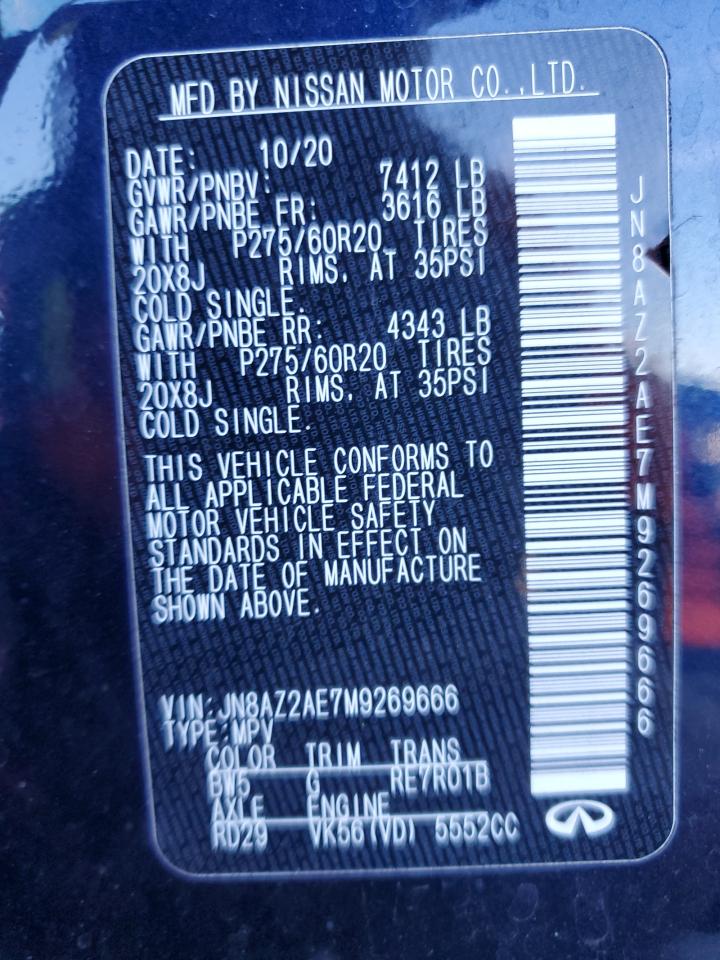 MFD BY NISSAN MOTOR CO.,LTD.
DATE: 10/20
GVWR/PNBV: 7412 LB
GAWR/PNBE FR: 3616 LB
WITH P275/60R20 TIRES
20X8J RIMS, AT 35PSI
COLD SINGLE.
GAWR/PNBE RR: 4343 LB
WITH P275/60R20 TIRES
20X8J RIMS, AT 35PSI
COLD SINGLE.
THIS VEHICLE CONFORMS TO
ALL APPLICABLE FEDERAL
MOTOR VEHICLE SAFETY
STANDARDS IN EFFECT ON
THE DATE OF MANUFACTURE
SHOWN ABOVE.
VIN:JN8AZ2AE7M9269666
TYPE:MPV
COLOR TRIM TRANS
BW5 G RE7R01B
AXLE ENGINE
RD29 VK56(VD) 5552CC
JN8AZ2AE7M9269666